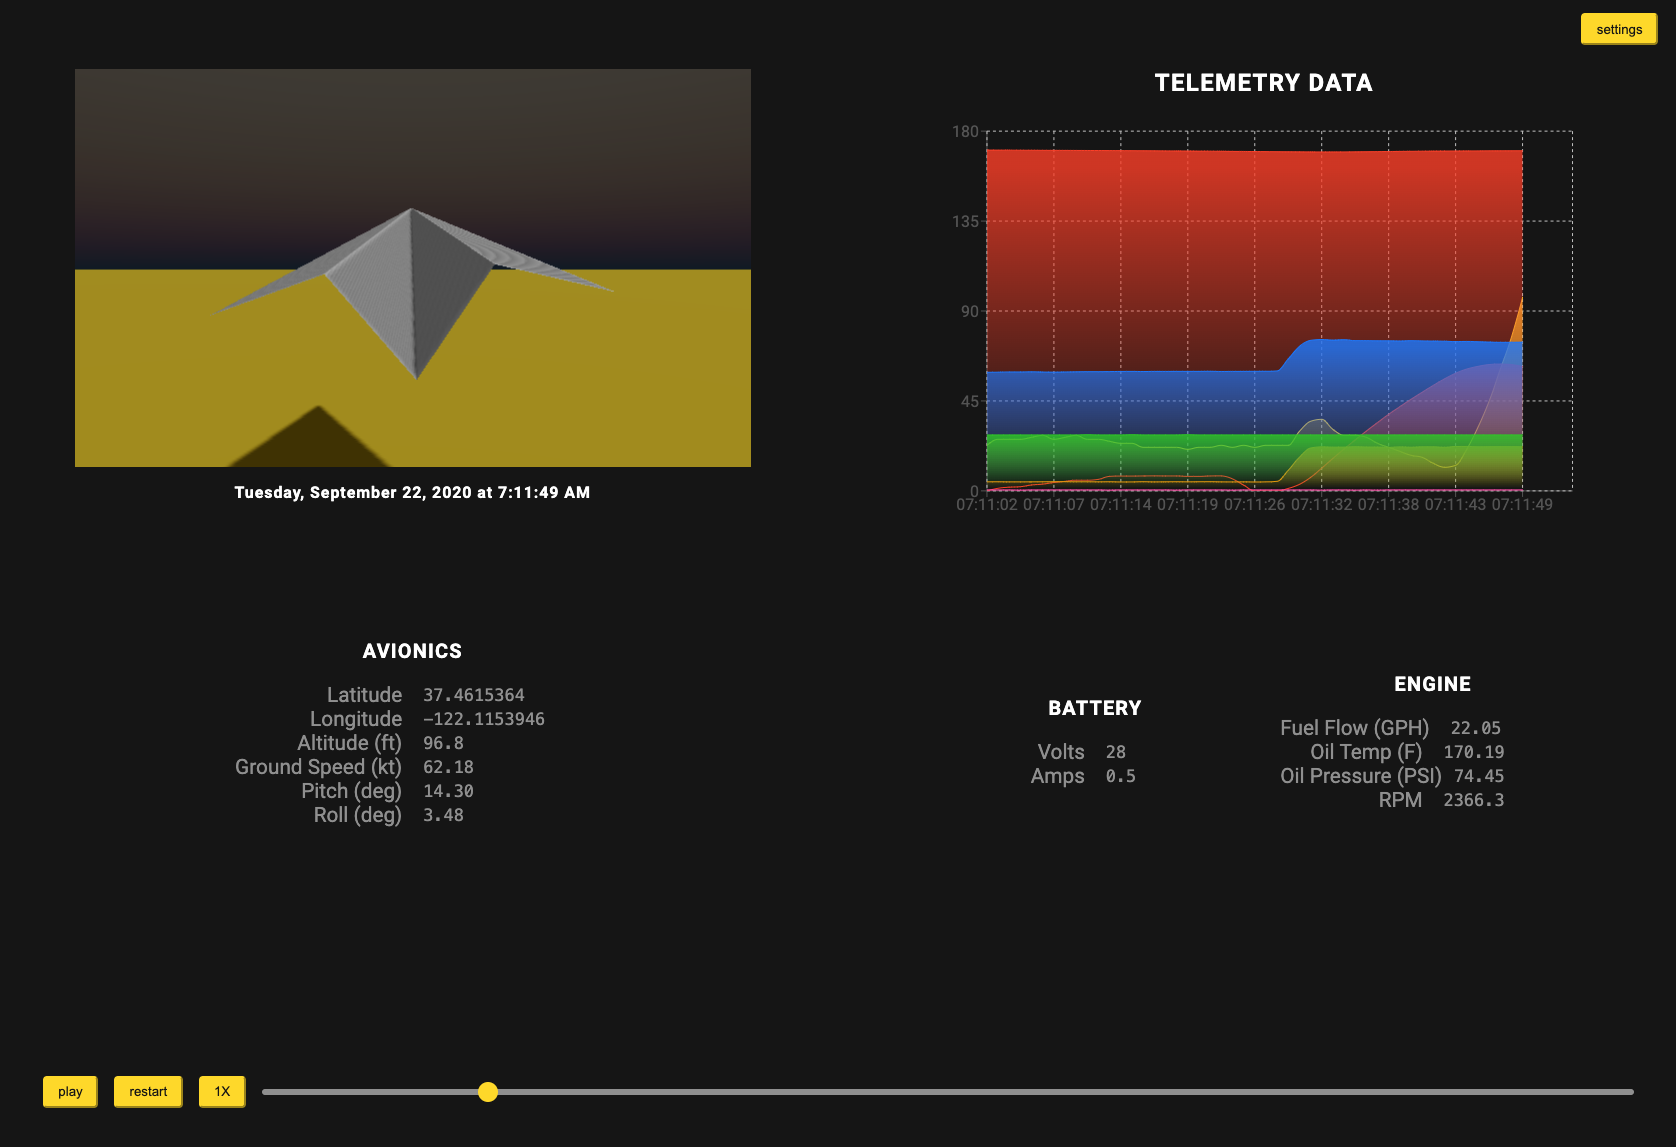 settings
TELEMETRY DATA
180
135
90
45
0
07:11:02 07:11:07 07:11:14 07:11:19 07:11:26 07:11:32 07:11:38 07:11:43 07:11:49
Tuesday, September 22, 2020 at 7:11:49 AM
AVIONICS
Latitude 37.4615364
Longitude -122.1153946
Altitude (ft) 96.8
Ground Speed (kt) 62.18
Pitch (deg) 14.30
Roll (deg) 3.48
BATTERY
Volts 28
Amps 0.5
ENGINE
Fuel Flow (GPH) 22.05
Oil Temp (F) 170.19
Oil Pressure (PSI) 74.45
RPM 2366.3
play restart 1X